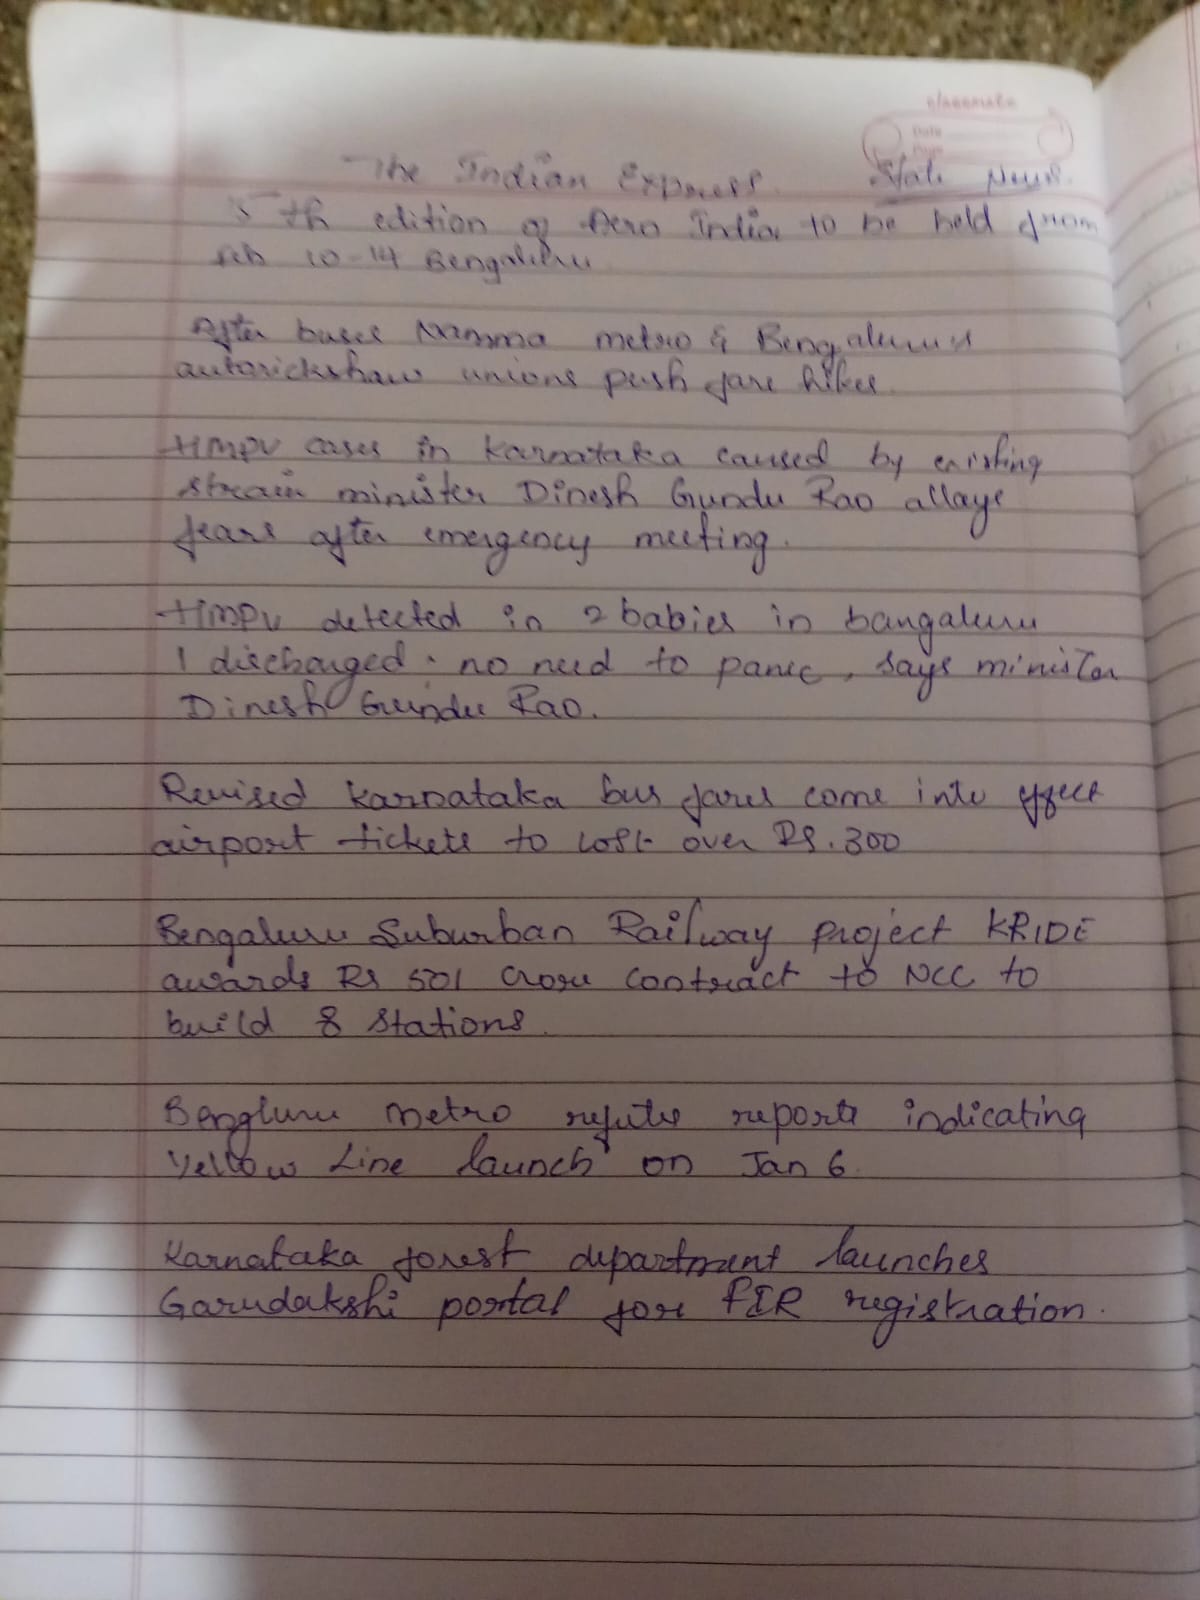 classmate
Date
Page
The Indian Express. State News.
5th edition of Aero India to be held from
Feb 10-14 Bengaluru
After buses Namma metro & Bengaluru's
autorickshaw unions push fare hikes.
HMPV cases in Karnataka caused by existing
strain minister Dinesh Gundu Rao allays
fears after emergency meeting.
HMPV detected in 2 babies in bangaluru
1 discharged. no need to panic, says minister
Dinesh Gundu Rao.
Revised Karnataka bus fares come into effect
airport tickets to cost over Rs. 300
Bengaluru Suburban Railway project KRIDE
awards Rs 501 crore contract to NCC to
build 8 stations.
Bengluru metro refutes reports indicating
Yellow Line launch on Jan 6.
Karnataka forest department launches
Garudakshi portal for FIR registration.